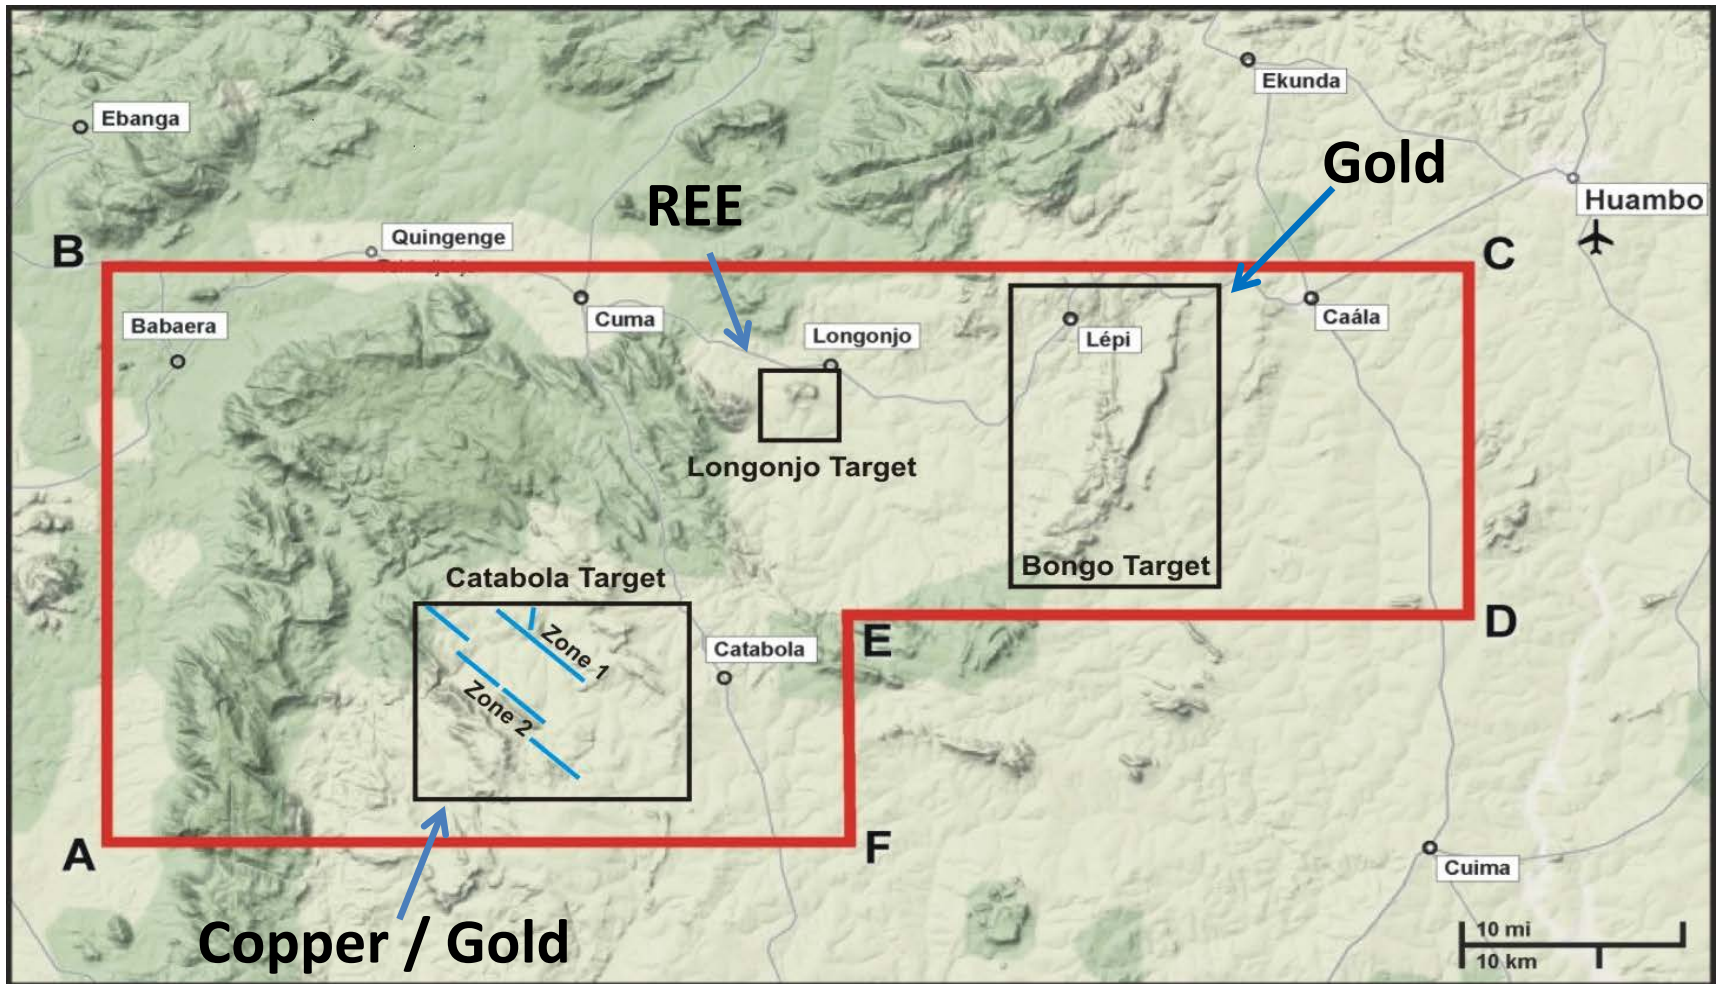 Ekunda
Ebanga
Gold
REE
Huambo
Quingenge
B
C
Babaera
Cuma
Longonjo
Lépi
Caála
Longonjo Target
Bongo Target
Catabola Target
Zone 1
Zone 2
Catabola
E
D
A
F
Cuima
Copper / Gold
10 mi
10 km